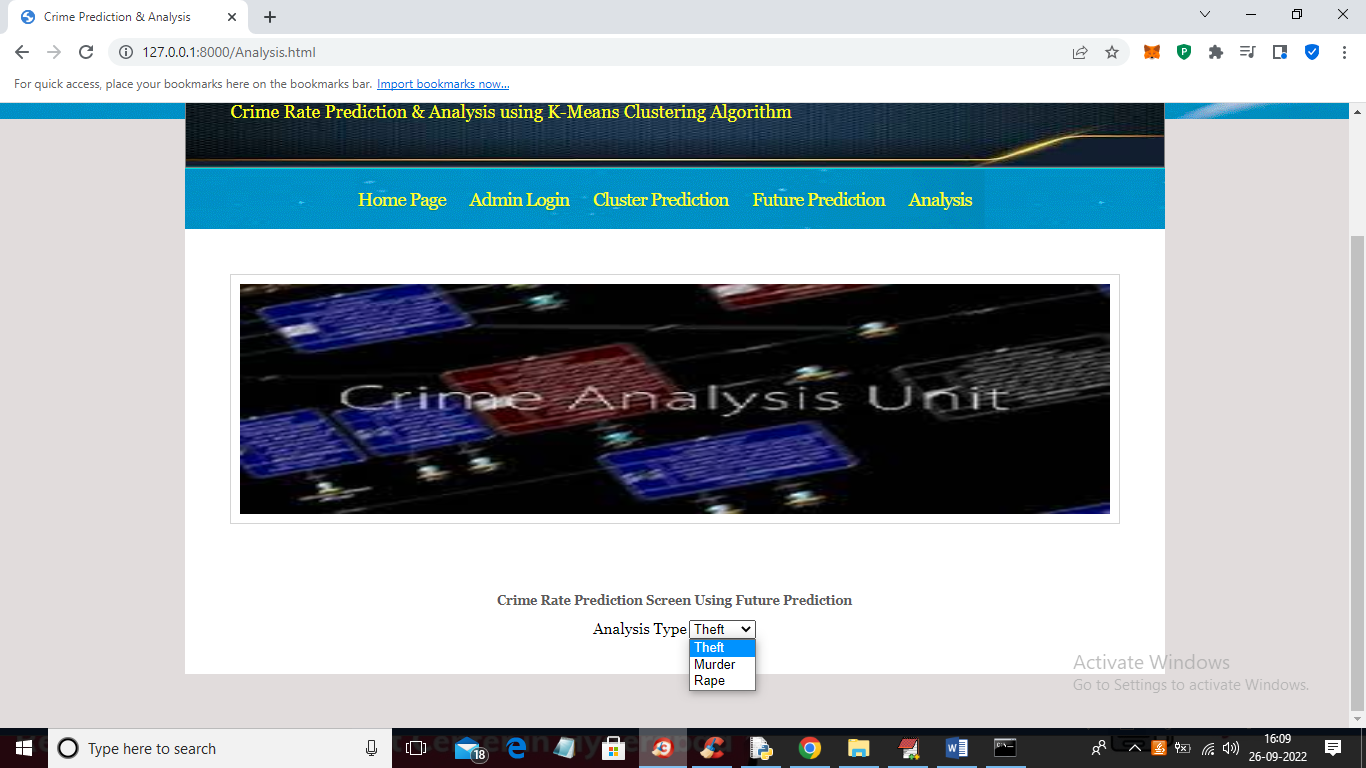 Crime Prediction & Analysis
127.0.0.1:8000/Analysis.html
For quick access, place your bookmarks here on the bookmarks bar. Import bookmarks now...
Crime Rate Prediction & Analysis using K-Means Clustering Algorithm
Home Page Admin Login Cluster Prediction Future Prediction Analysis
Crime Analysis Unit
Crime Rate Prediction Screen Using Future Prediction
Analysis Type Theft
Theft
Murder
Rape
Activate Windows
Go to Settings to activate Windows.
Type here to search
18
16:09
26-09-2022